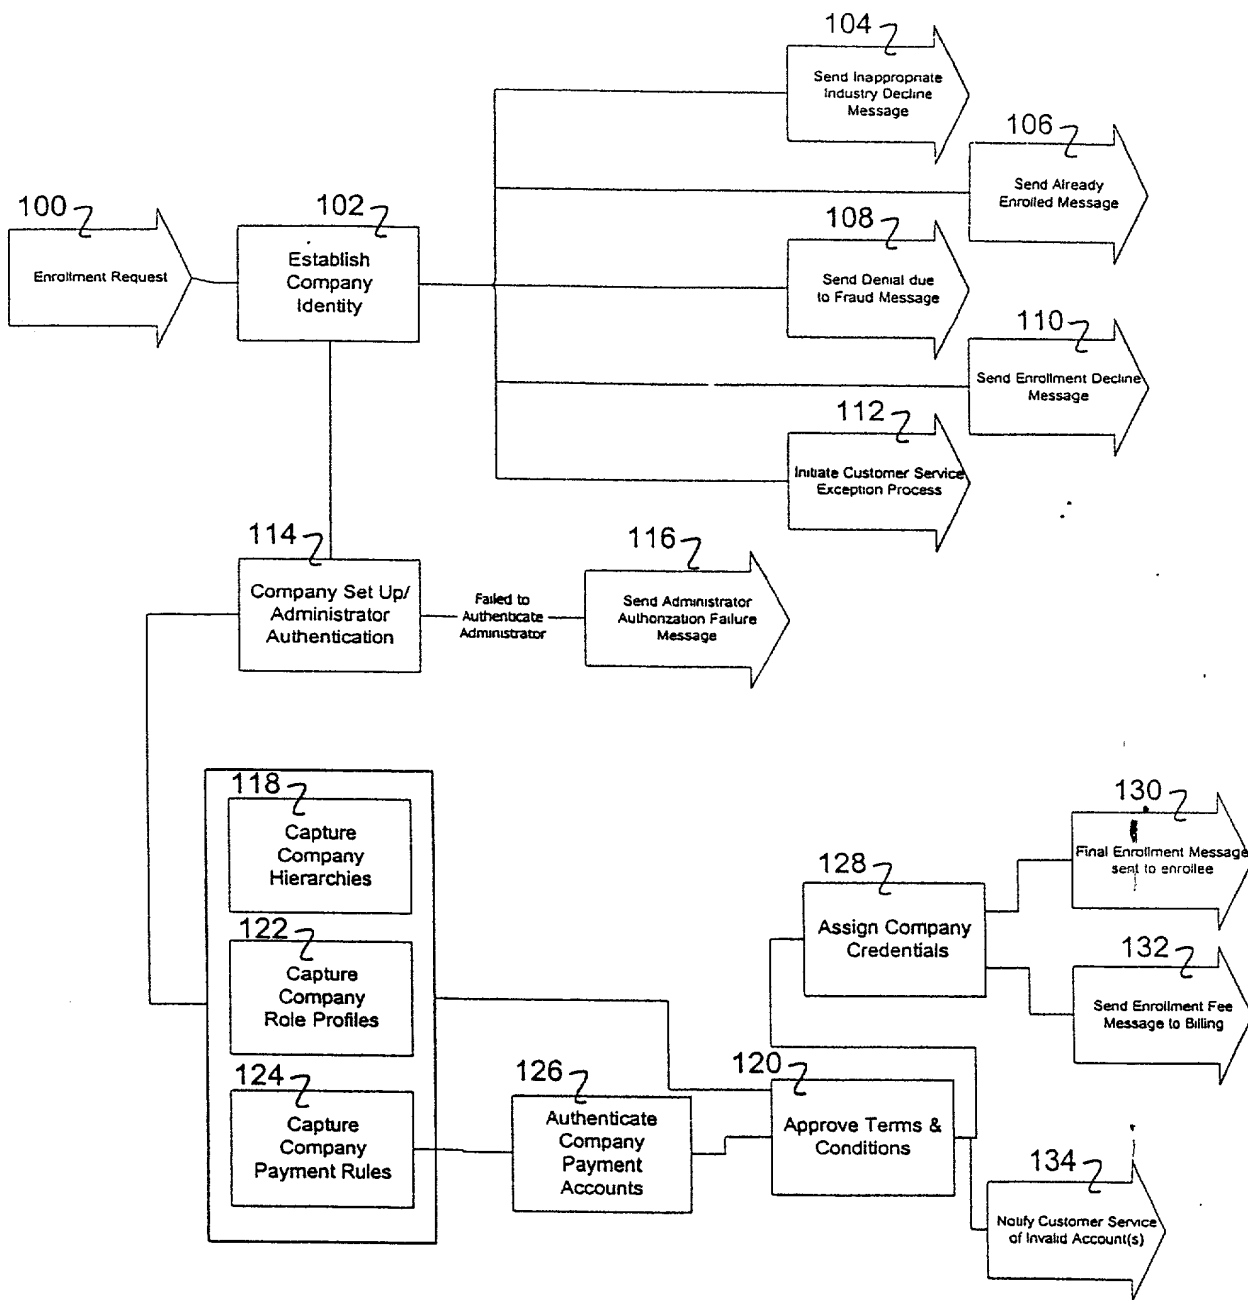 104
Send Inappropriate
Industry Decline
Message
106
Send Already
Enrolled Message
100
Enrollment Request
102
Establish
Company
Identity
108
Send Denial due
to Fraud Message
110
Send Enrollment Decline
Message
112
Initiate Customer Service
Exception Process
114
Company Set Up/
Administrator
Authentication
Failed to
Authenticate
Administrator
116
Send Administrator
Authorization Failure
Message
118
Capture
Company
Hierarchies
122
Capture
Company
Role Profiles
124
Capture
Company
Payment Rules
126
Authenticate
Company
Payment
Accounts
120
Approve Terms &
Conditions
128
Assign Company
Credentials
130
Final Enrollment Message
sent to enrollee
132
Send Enrollment Fee
Message to Billing
134
Notify Customer Service
of Invalid Account(s)